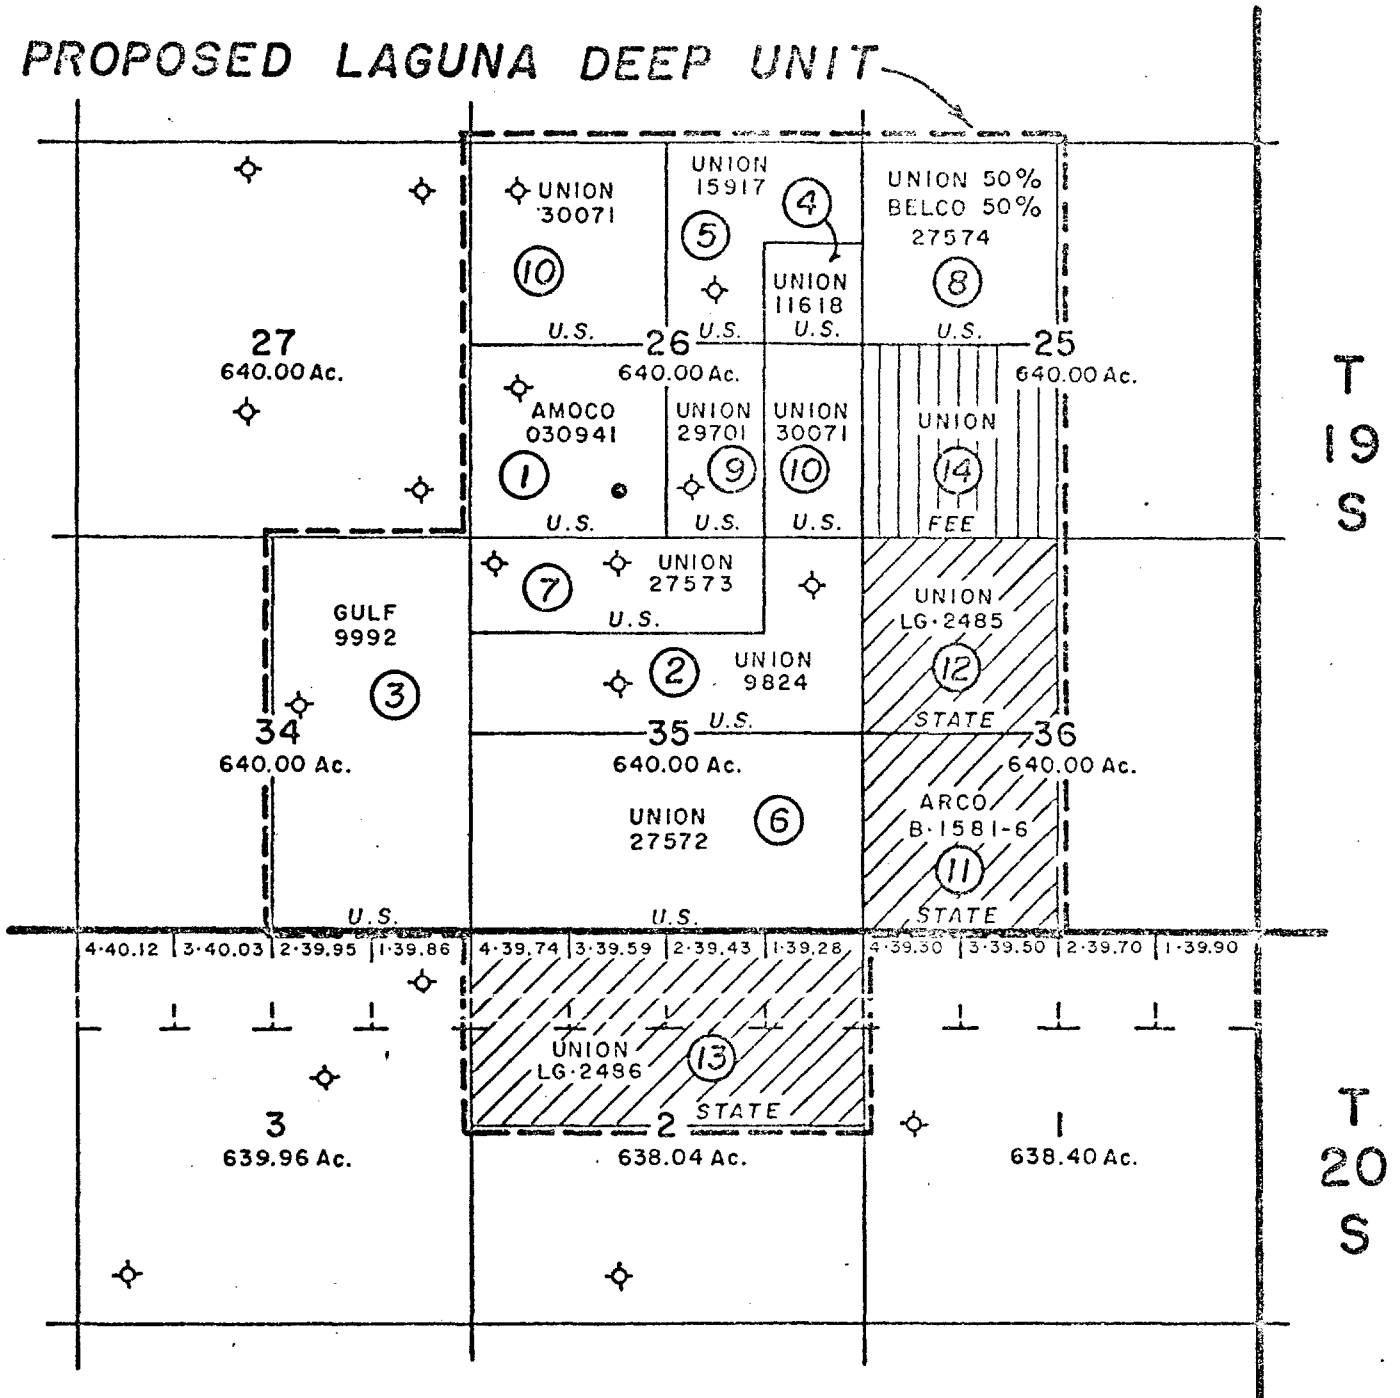 PROPOSED LAGUNA DEEP UNIT
UNION
30071
10
U.S.
UNION
15917
5
U.S.
4
UNION
11618
U.S.
UNION 50%
BELCO 50%
27574
8
U.S.
27
640.00 Ac.
26
640.00 Ac.
25
640.00 Ac.
T
19
S
AMOCO
030941
1
U.S.
UNION
29701
9
U.S.
UNION
30071
10
U.S.
UNION
14
FEE
GULF
9992
3
U.S.
7
UNION
27573
U.S.
2
UNION
9824
U.S.
UNION
LG·2485
12
STATE
34
640.00 Ac.
35
640.00 Ac.
36
640.00 Ac.
UNION
27572
6
U.S.
ARCO
B·1581-6
11
STATE
4·40.12 3·40.03 2·39.95 1·39.86 4·39.74 3·39.59 2·39.43 1·39.28 4·39.30 3·39.50 2·39.70 1·39.90
UNION
LG·2486
13
STATE
3
639.96 Ac.
2
638.04 Ac.
1
638.40 Ac.
T
20
S